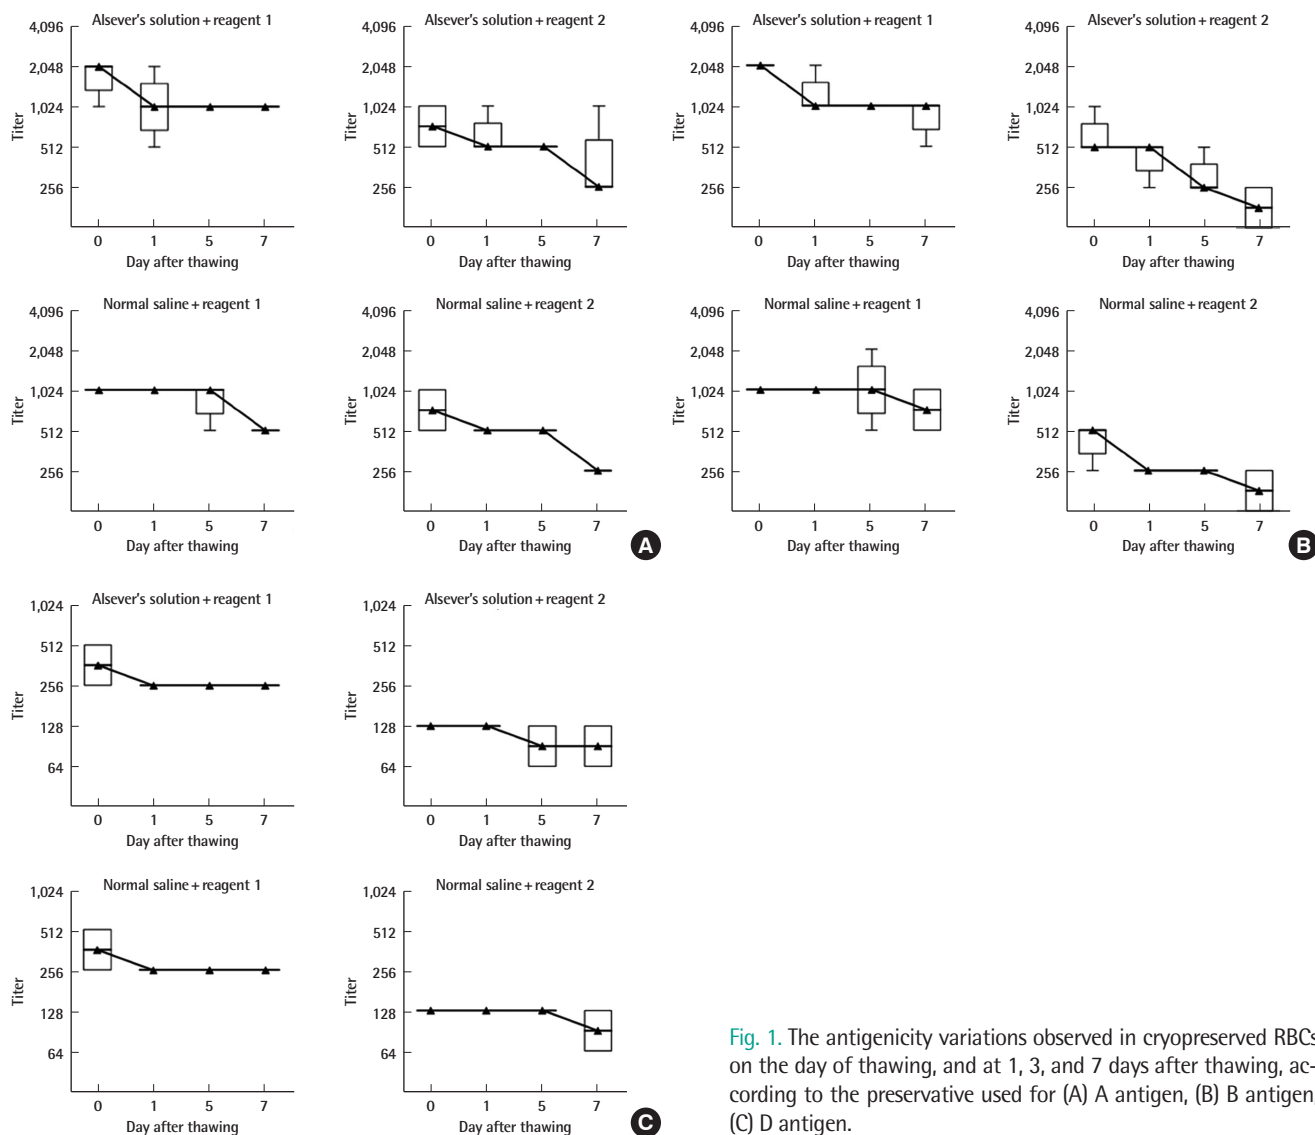 Alsever's solution + reagent 1
4,096
2,048
1,024
512
256
Titer
0 1 5 7
Day after thawing
Alsever's solution + reagent 2
4,096
2,048
1,024
512
256
Titer
0 1 5 7
Day after thawing
Normal saline + reagent 1
4,096
2,048
1,024
512
256
Titer
0 1 5 7
Day after thawing
Normal saline + reagent 2
4,096
2,048
1,024
512
256
Titer
0 1 5 7
Day after thawing
A
Alsever's solution + reagent 1
4,096
2,048
1,024
512
256
Titer
0 1 5 7
Day after thawing
Alsever's solution + reagent 2
4,096
2,048
1,024
512
256
Titer
0 1 5 7
Day after thawing
Normal saline + reagent 1
4,096
2,048
1,024
512
256
Titer
0 1 5 7
Day after thawing
Normal saline + reagent 2
4,096
2,048
1,024
512
256
Titer
0 1 5 7
Day after thawing
B
Alsever's solution + reagent 1
1,024
512
256
128
64
Titer
0 1 5 7
Day after thawing
Alsever's solution + reagent 2
1,024
512
256
128
64
Titer
0 1 5 7
Day after thawing
Normal saline + reagent 1
1,024
512
256
128
64
Titer
0 1 5 7
Day after thawing
Normal saline + reagent 2
1,024
512
256
128
64
Titer
0 1 5 7
Day after thawing
C
Fig. 1. The antigenicity variations observed in cryopreserved RBCs
on the day of thawing, and at 1, 3, and 7 days after thawing, ac-
cording to the preservative used for (A) A antigen, (B) B antigen
(C) D antigen.